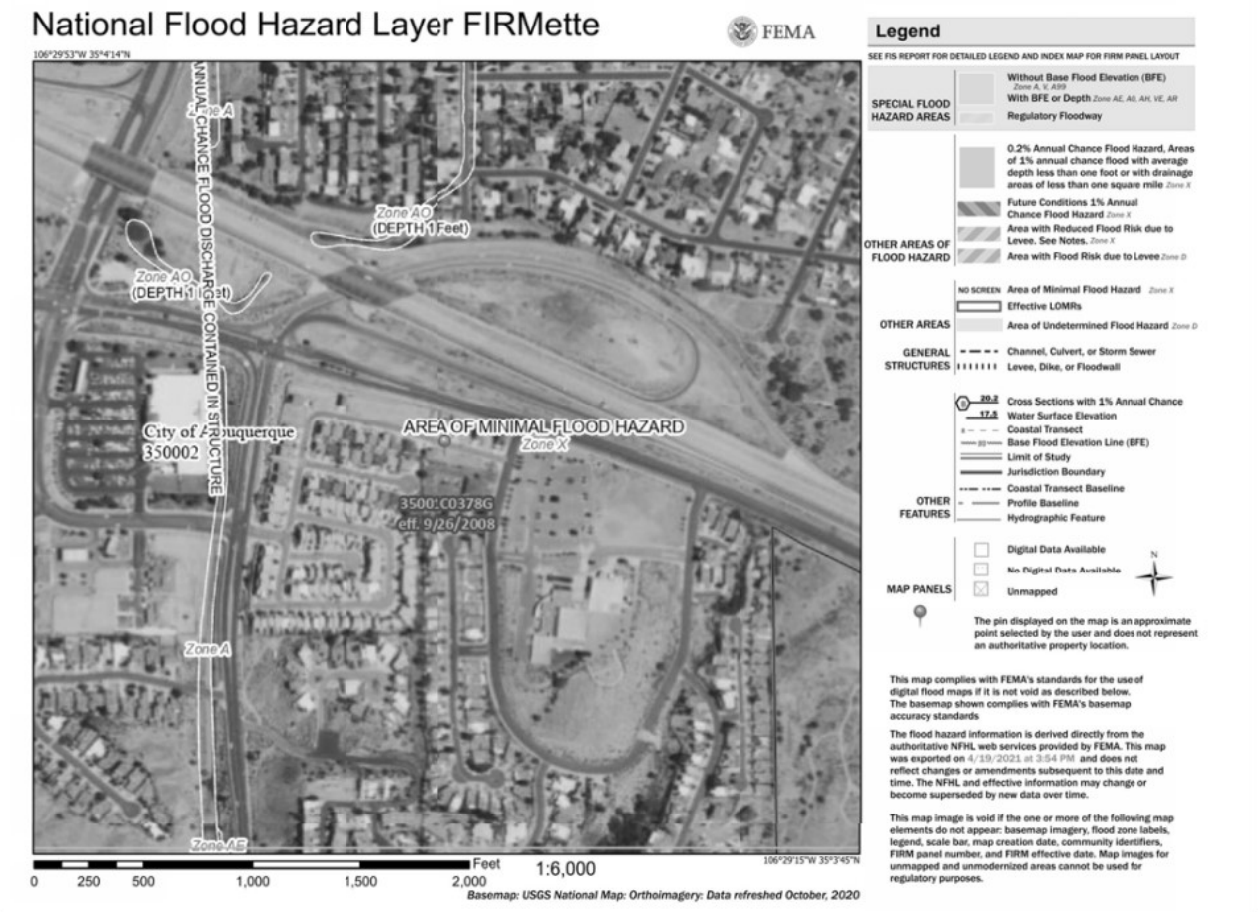 National Flood Hazard Layer FIRMette
FEMA
106°29'53"W 35°4'14"N
ANNUAL CHANCE FLOOD DISCHARGE CONTAINED IN STRUCTURE
Zone A
Zone AO
(DEPTH 1 Feet)
Zone AO
(DEPTH 1 Feet)
City of Albuquerque
350002
AREA OF MINIMAL FLOOD HAZARD
Zone X
35001C0378G
eff. 9/26/2008
Zone A
Zone AE
106°29'15"W 35°3'45"N
Feet
1:6,000
0 250 500 1,000 1,500 2,000
Basemap: USGS National Map: Orthoimagery: Data refreshed October, 2020
Legend
SEE FIS REPORT FOR DETAILED LEGEND AND INDEX MAP FOR FIRM PANEL LAYOUT
SPECIAL FLOOD
HAZARD AREAS
Without Base Flood Elevation (BFE)
Zone A, V, A99
With BFE or Depth Zone AE, AO, AH, VE, AR
Regulatory Floodway
0.2% Annual Chance Flood Hazard, Areas
of 1% annual chance flood with average
depth less than one foot or with drainage
areas of less than one square mile Zone X
Future Conditions 1% Annual
Chance Flood Hazard Zone X
Area with Reduced Flood Risk due to
Levee. See Notes. Zone X
Area with Flood Risk due to Levee Zone D
OTHER AREAS OF
FLOOD HAZARD
NO SCREEN Area of Minimal Flood Hazard Zone X
Effective LOMRs
Area of Undetermined Flood Hazard Zone D
OTHER AREAS
GENERAL
STRUCTURES
Channel, Culvert, or Storm Sewer
Levee, Dike, or Floodwall
B 20.2 Cross Sections with 1% Annual Chance
17.5 Water Surface Elevation
8 Coastal Transect
513 Base Flood Elevation Line (BFE)
Limit of Study
Jurisdiction Boundary
Coastal Transect Baseline
Profile Baseline
Hydrographic Feature
OTHER
FEATURES
Digital Data Available
No Digital Data Available
Unmapped
MAP PANELS
N
The pin displayed on the map is an approximate
point selected by the user and does not represent
an authoritative property location.
This map complies with FEMA's standards for the use of
digital flood maps if it is not void as described below.
The basemap shown complies with FEMA's basemap
accuracy standards
The flood hazard information is derived directly from the
authoritative NFHL web services provided by FEMA. This map
was exported on 4/19/2021 at 3:54 PM and does not
reflect changes or amendments subsequent to this date and
time. The NFHL and effective information may change or
become superseded by new data over time.
This map image is void if the one or more of the following map
elements do not appear: basemap imagery, flood zone labels,
legend, scale bar, map creation date, community identifiers,
FIRM panel number, and FIRM effective date. Map images for
unmapped and unmodernized areas cannot be used for
regulatory purposes.